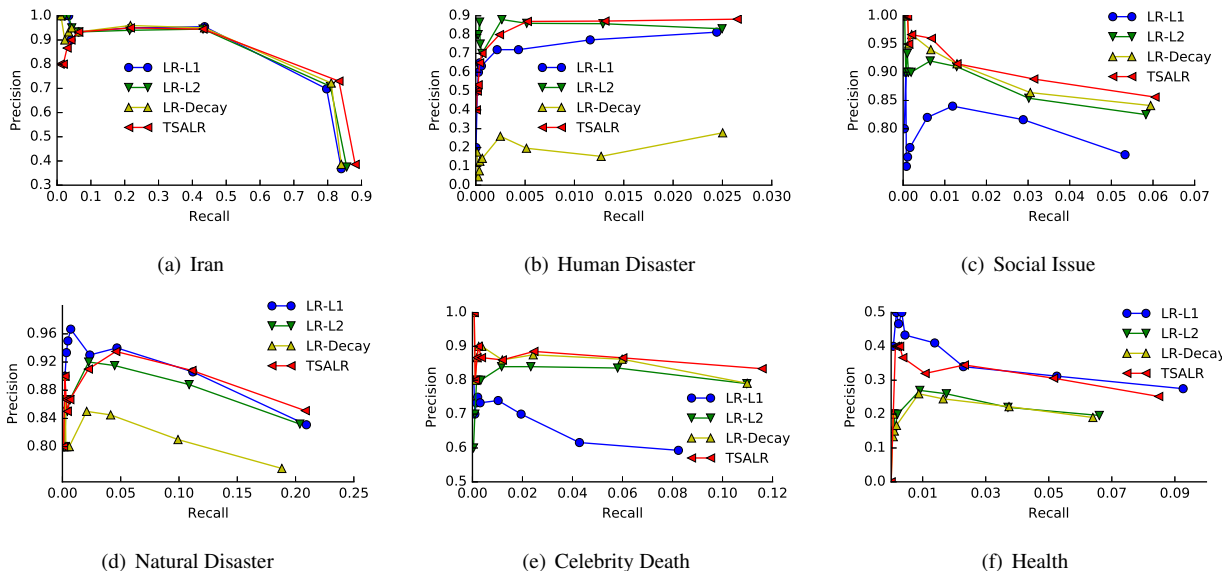 1.0
0.9
0.8
0.7
0.6
0.5
0.4
0.3
Precision
LR-L1
LR-L2
LR-Decay
TSALR
0.0 0.1 0.2 0.3 0.4 0.5 0.6 0.7 0.8 0.9
Recall
(a) Iran
0.9
0.8
0.7
0.6
0.5
0.4
0.3
0.2
0.1
0.0
Precision
LR-L1
LR-L2
LR-Decay
TSALR
0.000 0.005 0.010 0.015 0.020 0.025 0.030
Recall
(b) Human Disaster
1.00
0.95
0.90
0.85
0.80
Precision
LR-L1
LR-L2
LR-Decay
TSALR
0.00 0.01 0.02 0.03 0.04 0.05 0.06 0.07
Recall
(c) Social Issue
0.96
0.92
0.88
0.84
0.80
Precision
LR-L1
LR-L2
LR-Decay
TSALR
0.00 0.05 0.10 0.15 0.20 0.25
Recall
(d) Natural Disaster
1.0
0.9
0.8
0.7
0.6
0.5
Precision
LR-L1
LR-L2
LR-Decay
TSALR
0.00 0.02 0.04 0.06 0.08 0.10 0.12
Recall
(e) Celebrity Death
0.5
0.4
0.3
0.2
0.1
0.0
Precision
LR-L1
LR-L2
LR-Decay
TSALR
0.01 0.03 0.05 0.07 0.09
Recall
(f) Health